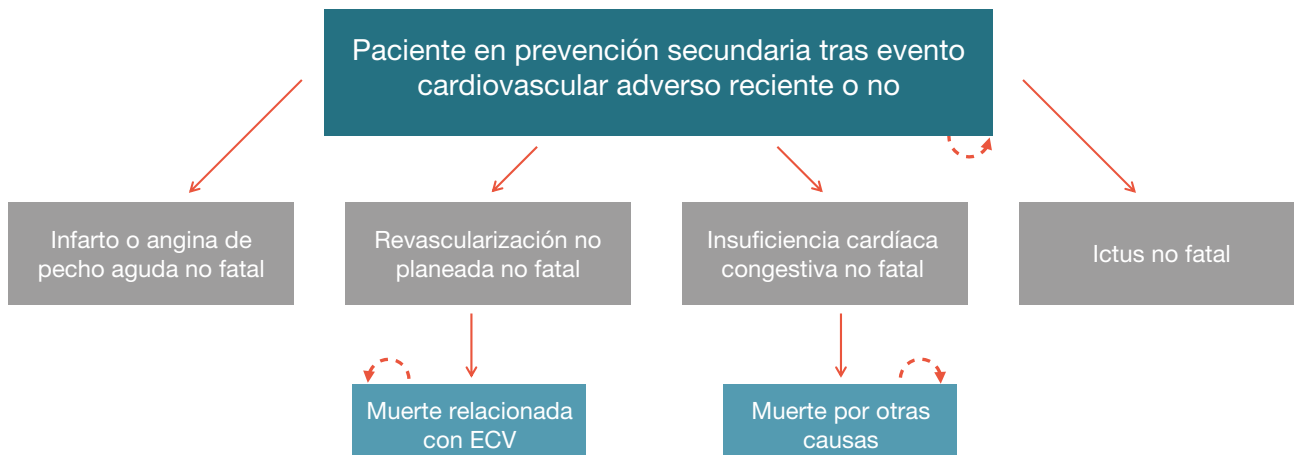 Paciente en prevención secundaria tras evento
cardiovascular adverso reciente o no
Infarto o angina de
pecho aguda no fatal
Revascularización no
planeada no fatal
Insuficiencia cardíaca
congestiva no fatal
Ictus no fatal
Muerte relacionada
con ECV
Muerte por otras
causas